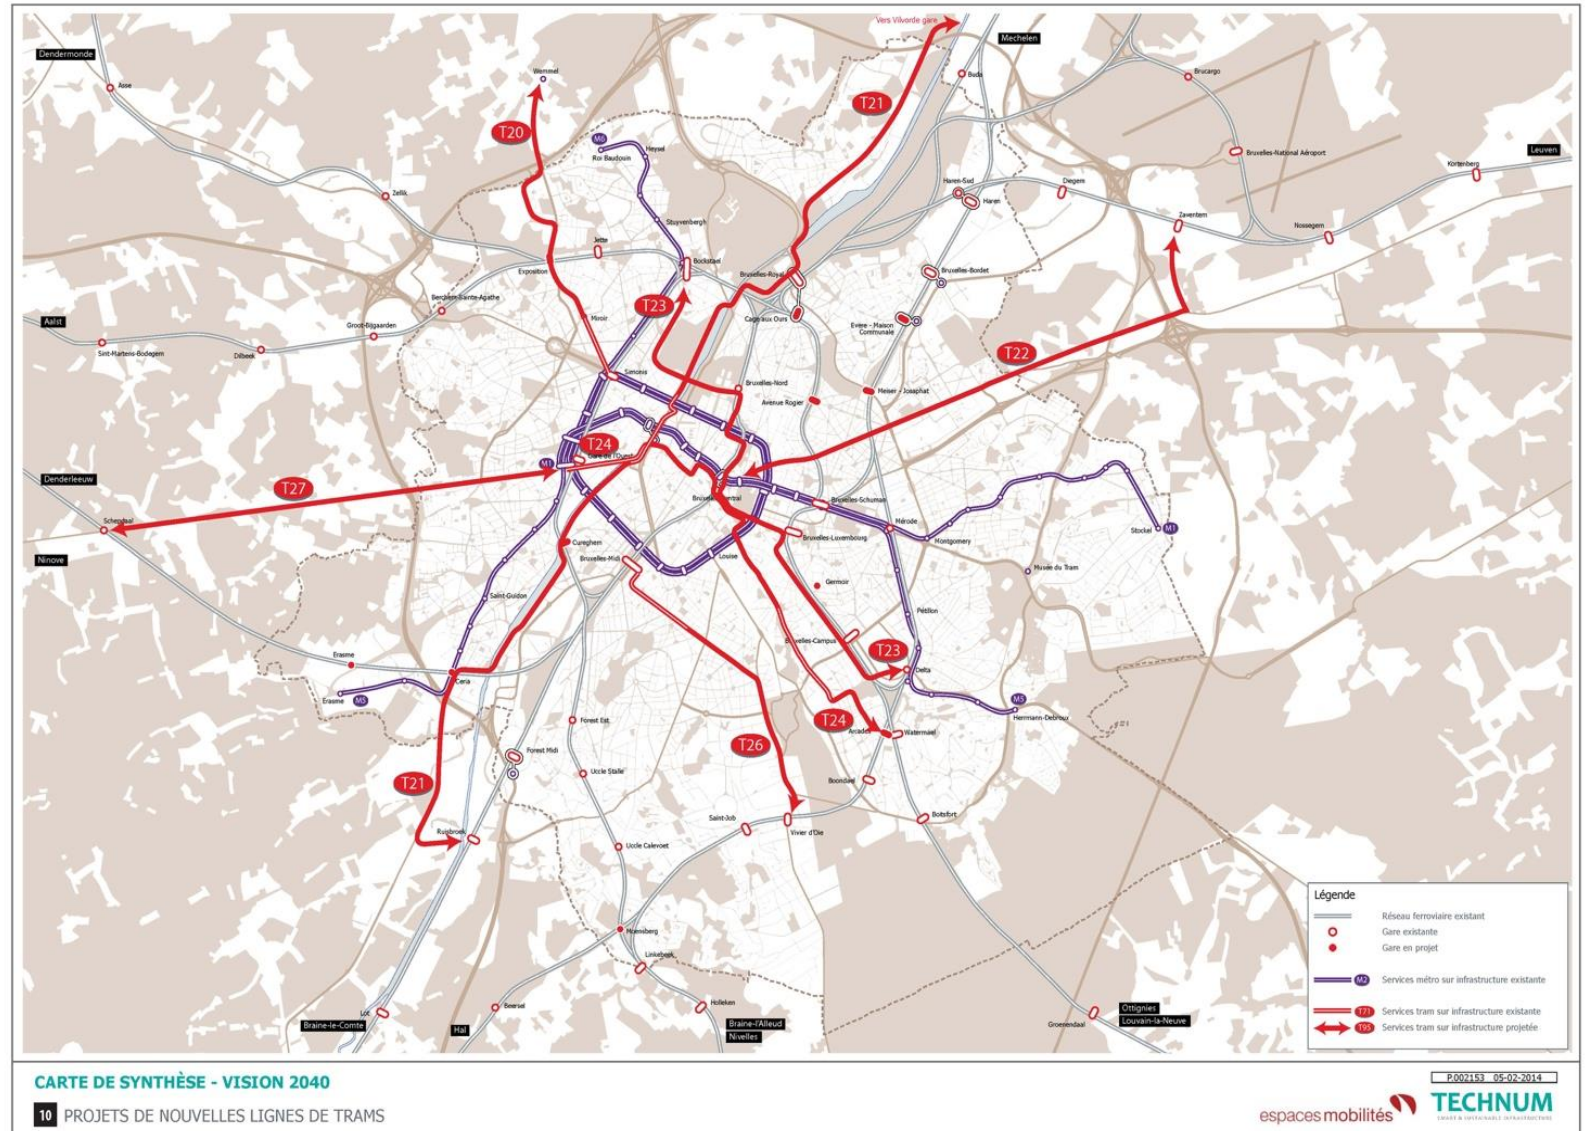 Vers Vilvorde gare
Mechelen
Dendermonde
Wemmel
Buda
Brucargo
Asse
T21
T20
M6
Heysel
Roi Baudouin
Bruxelles-National Aéroport
Leuven
Kortenberg
Zellik
Haren-Sud
Diegem
Haren
Stuyvenbergh
Zaventem
Nossegem
Jette
Bockstael
Exposition
Bruxelles-Royal
Bruxelles-Bordet
Berchem-Sainte-Agathe
T23
Aalst
Miroir
Cage aux Ours
Evere - Maison
Communale
Groot-Bijgaarden
Sint-Martens-Bodegem
Dilbeek
T22
Simonis
Bruxelles-Nord
Meiser - Josaphat
Avenue Rogier
T24
Gare de l'Ouest
M1
Denderleeuw
T27
Bruxelles-Central
Bruxelles-Schuman
Schepdaal
Mérode
Stockel
M1
Ninove
Cureghem
Bruxelles-Luxembourg
Montgomery
Bruxelles-Midi
Louise
Musée du Tram
Germoir
Saint-Guidon
Pétillon
Bruxelles-Campus
Erasme
T23
Delta
Ceria
Erasme
M5
M5
Herrmann-Debroux
Forest Est
T24
Arcades
Watermael
T26
Forest Midi
Uccle Stalle
Boondael
T21
Saint-Job
Boitsfort
Ruisbroek
Vivier d'Oie
Uccle Calevoet
Moensberg
Linkebeek
Lot
Beersel
Holleken
Braine-le-Comte
Hal
Braine-l'Alleud
Nivelles
Groenendaal
Ottignies
Louvain-la-Neuve
Légende
Réseau ferroviaire existant
Gare existante
Gare en projet
M2 Services métro sur infrastructure existante
T71 Services tram sur infrastructure existante
T95 Services tram sur infrastructure projetée
CARTE DE SYNTHÈSE - VISION 2040
10 PROJETS DE NOUVELLES LIGNES DE TRAMS
P.002153 05-02-2014
espacesmobilités
TECHNUM
SMART & SUSTAINABLE INFRASTRUCTURE